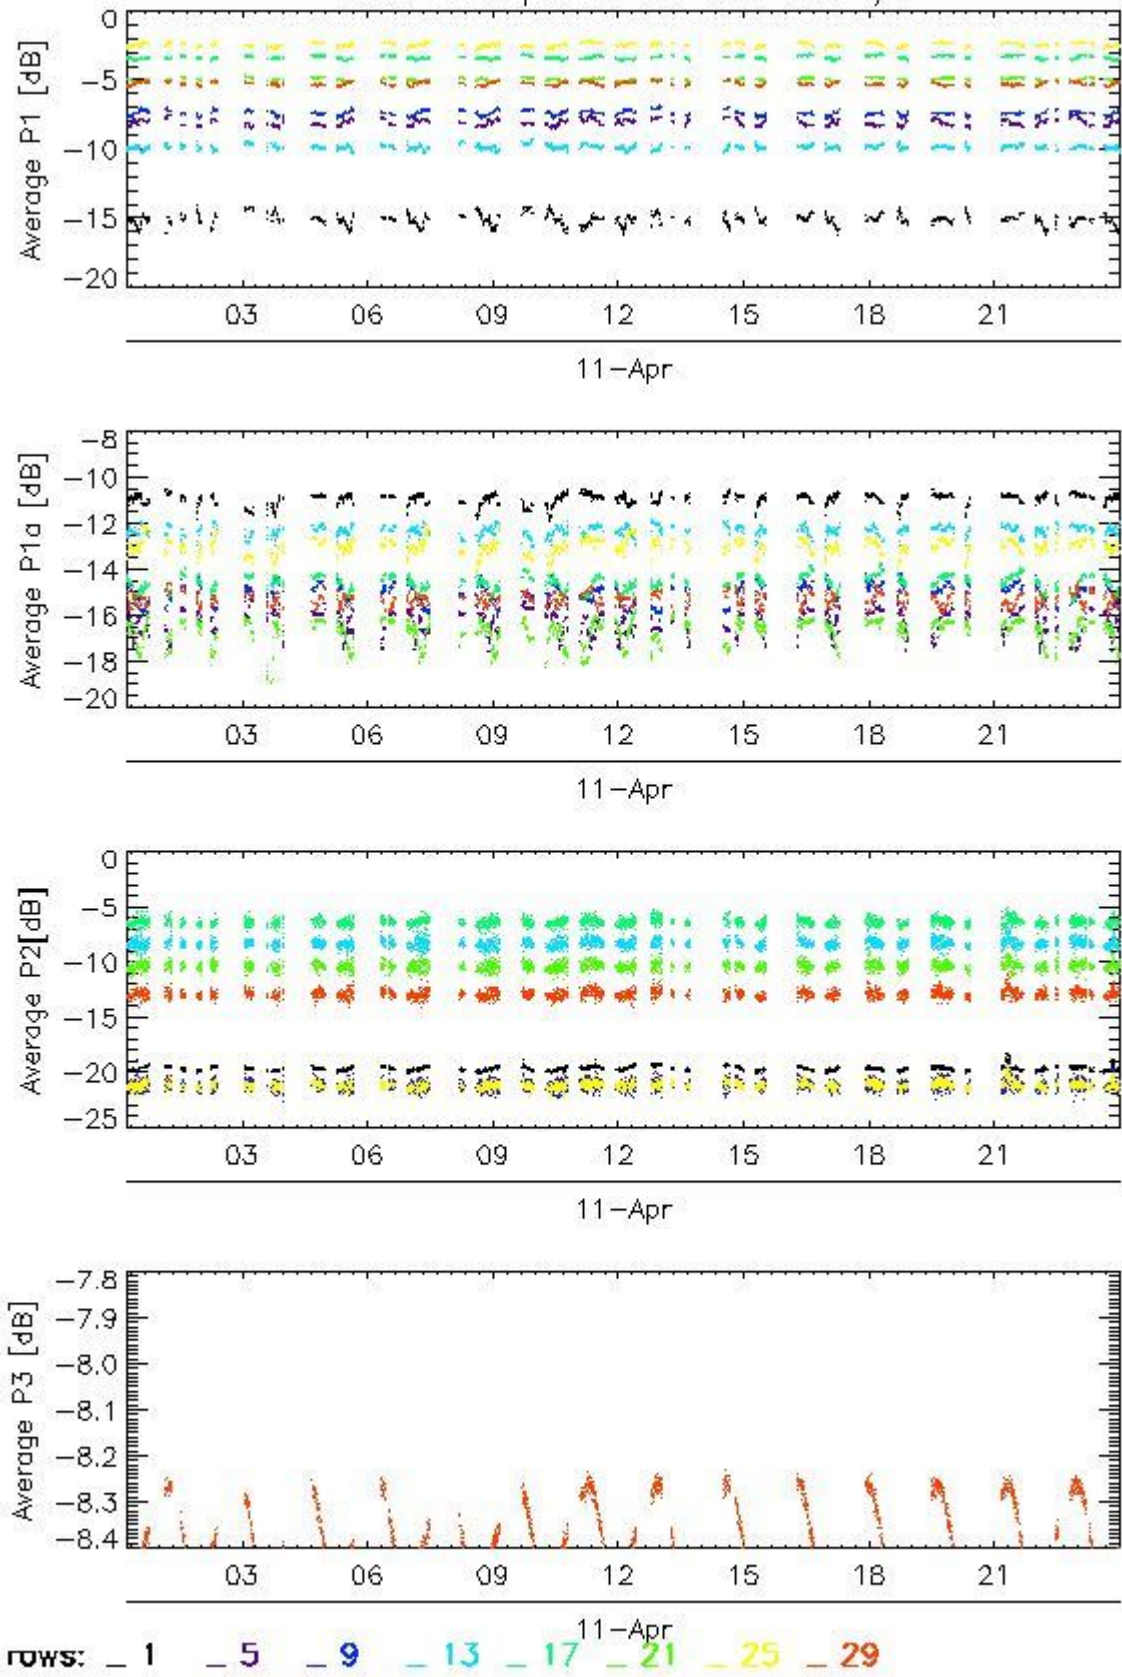 0
−5
−10
−15
−20
Average P1 [dB]
03 06 09 12 15 18 21
11−Apr
−8
−10
−12
−14
−16
−18
−20
Average P1a [dB]
03 06 09 12 15 18 21
11−Apr
0
−5
−10
−15
−20
−25
Average P2[dB]
03 06 09 12 15 18 21
11−Apr
−7.8
−7.9
−8.0
−8.1
−8.2
−8.3
−8.4
Average P3 [dB]
03 06 09 12 15 18 21
11−Apr
rows: _ 1 _ 5 _ 9 _ 13 _ 17 _ 21 _ 25 _ 29